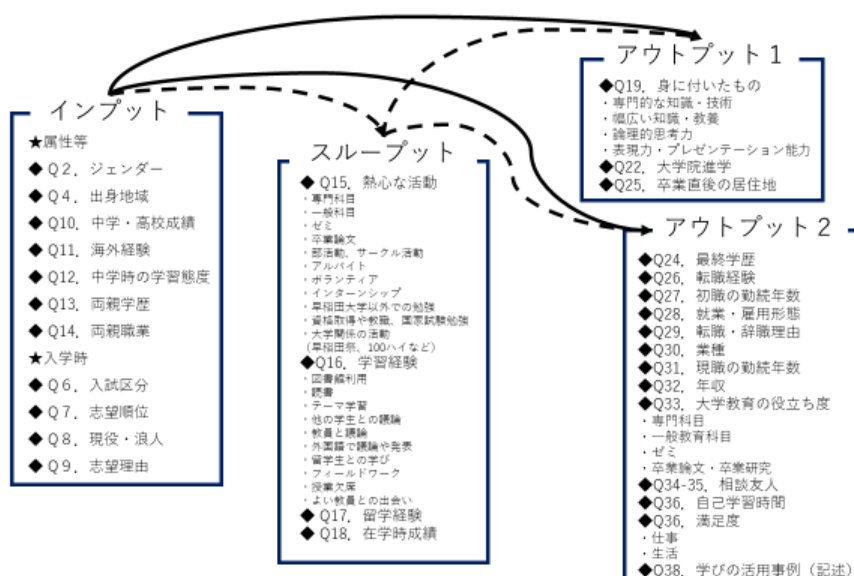 インプット
★属性等
◆Q2．ジェンダー
◆Q4．出身地域
◆Q10．中学・高校成績
◆Q11．海外経験
◆Q12．中学時の学習態度
◆Q13．両親学歴
◆Q14．両親職業
★入学時
◆Q6．入試区分
◆Q7．志望順位
◆Q8．現役・浪人
◆Q9．志望理由
スループット
◆Q15．熱心な活動
・専門科目
・一般科目
・ゼミ
・卒業論文
・部活動、サークル活動
・アルバイト
・ボランティア
・インターンシップ
・早稲田大学以外での勉強
・資格取得や教職、国家試験勉強
・大学関係の活動
（早稲田祭、100ハイなど）
◆Q16．学習経験
・図書館利用
・読書
・テーマ学習
・他の学生との議論
・教員と議論
・外国語で議論や発表
・留学生との学び
・フィールドワーク
・授業欠席
・よい教員との出会い
◆Q17．留学経験
◆Q18．在学時成績
アウトプット1
◆Q19．身に付いたもの
・専門的な知識・技術
・幅広い知識・教養
・論理的思考力
・表現力・プレゼンテーション能力
◆Q22．大学院進学
◆Q25．卒業直後の居住地
アウトプット2
◆Q24．最終学歴
◆Q26．転職経験
◆Q27．初職の勤続年数
◆Q28．就業・雇用形態
◆Q29．転職・辞職理由
◆Q30．業種
◆Q31．現職の勤続年数
◆Q32．年収
◆Q33．大学教育の役立ち度
・専門科目
・一般教育科目
・ゼミ
・卒業論文・卒業研究
◆Q34-35．相談友人
◆Q36．自己学習時間
◆Q36．満足度
・仕事
・生活
◆Q38．学びの活用事例（記述）